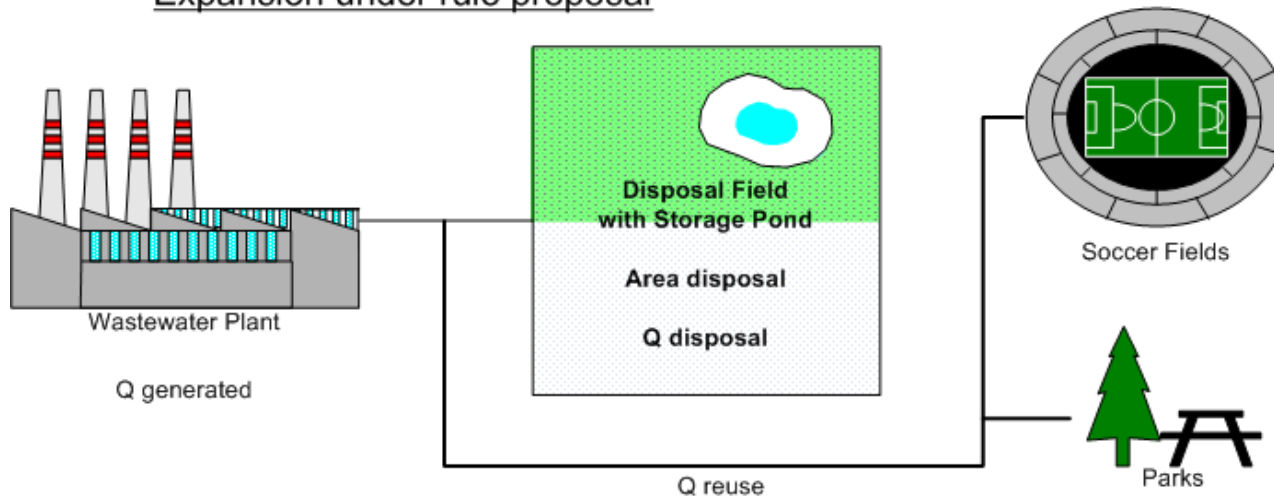 Expansion under rule proposal
Disposal Field
with Storage Pond
Area disposal
Q disposal
Wastewater Plant
Q generated
Soccer Fields
Parks
Q reuse